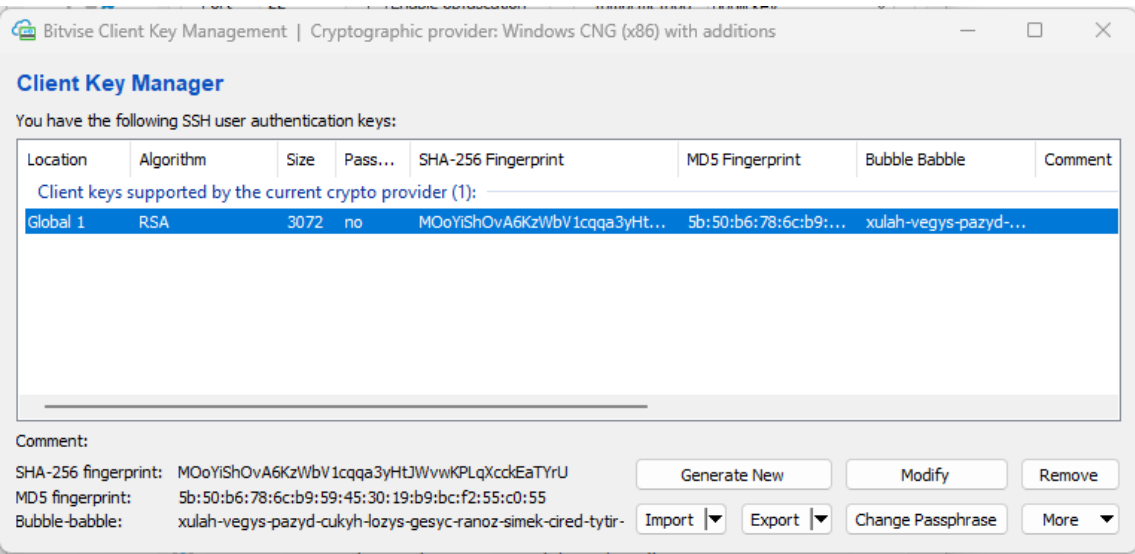 Bitvise Client Key Management | Cryptographic provider: Windows CNG (x86) with additions
Client Key Manager
You have the following SSH user authentication keys:
Location Algorithm Size Pass... SHA-256 Fingerprint MD5 Fingerprint Bubble Babble Comment
Client keys supported by the current crypto provider (1):
Global 1 RSA 3072 no MOoYiShOvA6KzWbV1cqqa3yHt... 5b:50:b6:78:6c:b9:... xulah-vegys-pazyd-...
Comment:
SHA-256 fingerprint: MOoYiShOvA6KzWbV1cqqa3yHtJWvwKPLqXcckEaTYrU
Generate New Modify Remove
MD5 fingerprint: 5b:50:b6:78:6c:b9:59:45:30:19:b9:bc:f2:55:c0:55
Bubble-babble: xulah-vegys-pazyd-cukyh-lozys-gesyc-ranoz-simek-cired-tytir-
Import Export Change Passphrase More